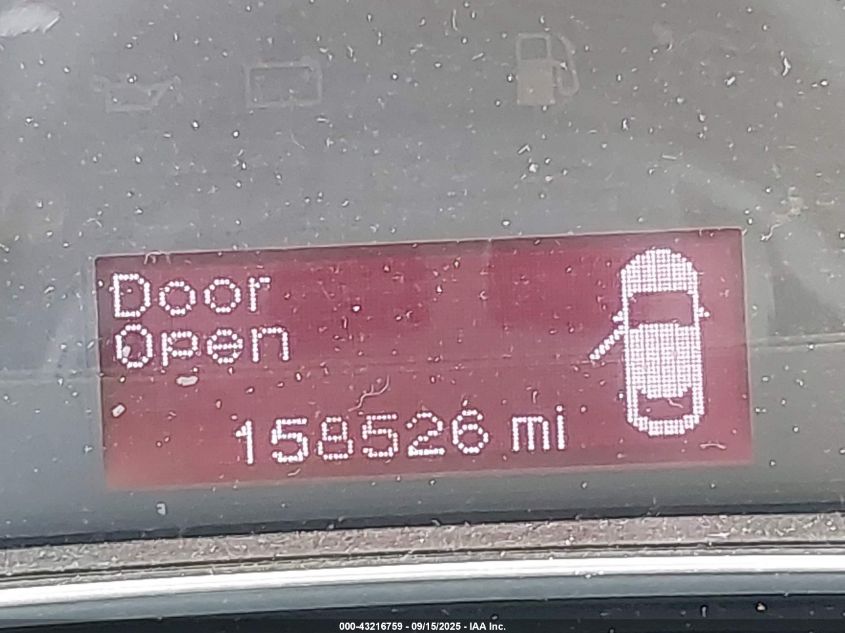 Door
Open
158526 mi
000-43216759 - 09/15/2025 - IAA Inc.